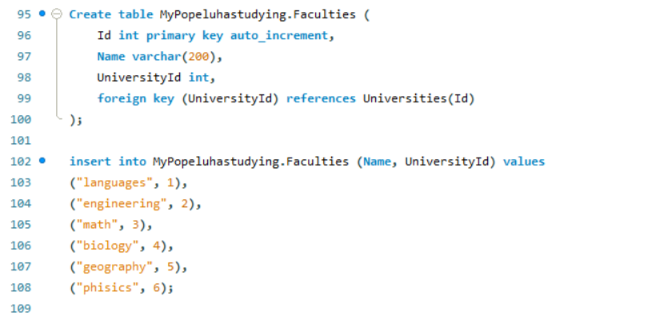 95 Create table MyPopeluhastudying.Faculties (
96 Id int primary key auto_increment,
97 Name varchar(200),
98 UniversityId int,
99 foreign key (UniversityId) references Universities(Id)
100 );
101
102 insert into MyPopeluhastudying.Faculties (Name, UniversityId) values
103 ("languages", 1),
104 ("engineering", 2),
105 ("math", 3),
106 ("biology", 4),
107 ("geography", 5),
108 ("phisics", 6);
109